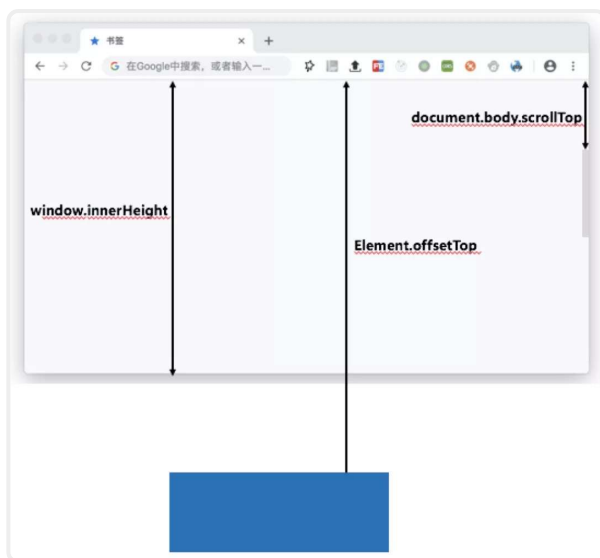 书签
在Google中搜索，或者输入一...
document.body.scrollTop
window.innerHeight
Element.offsetTop